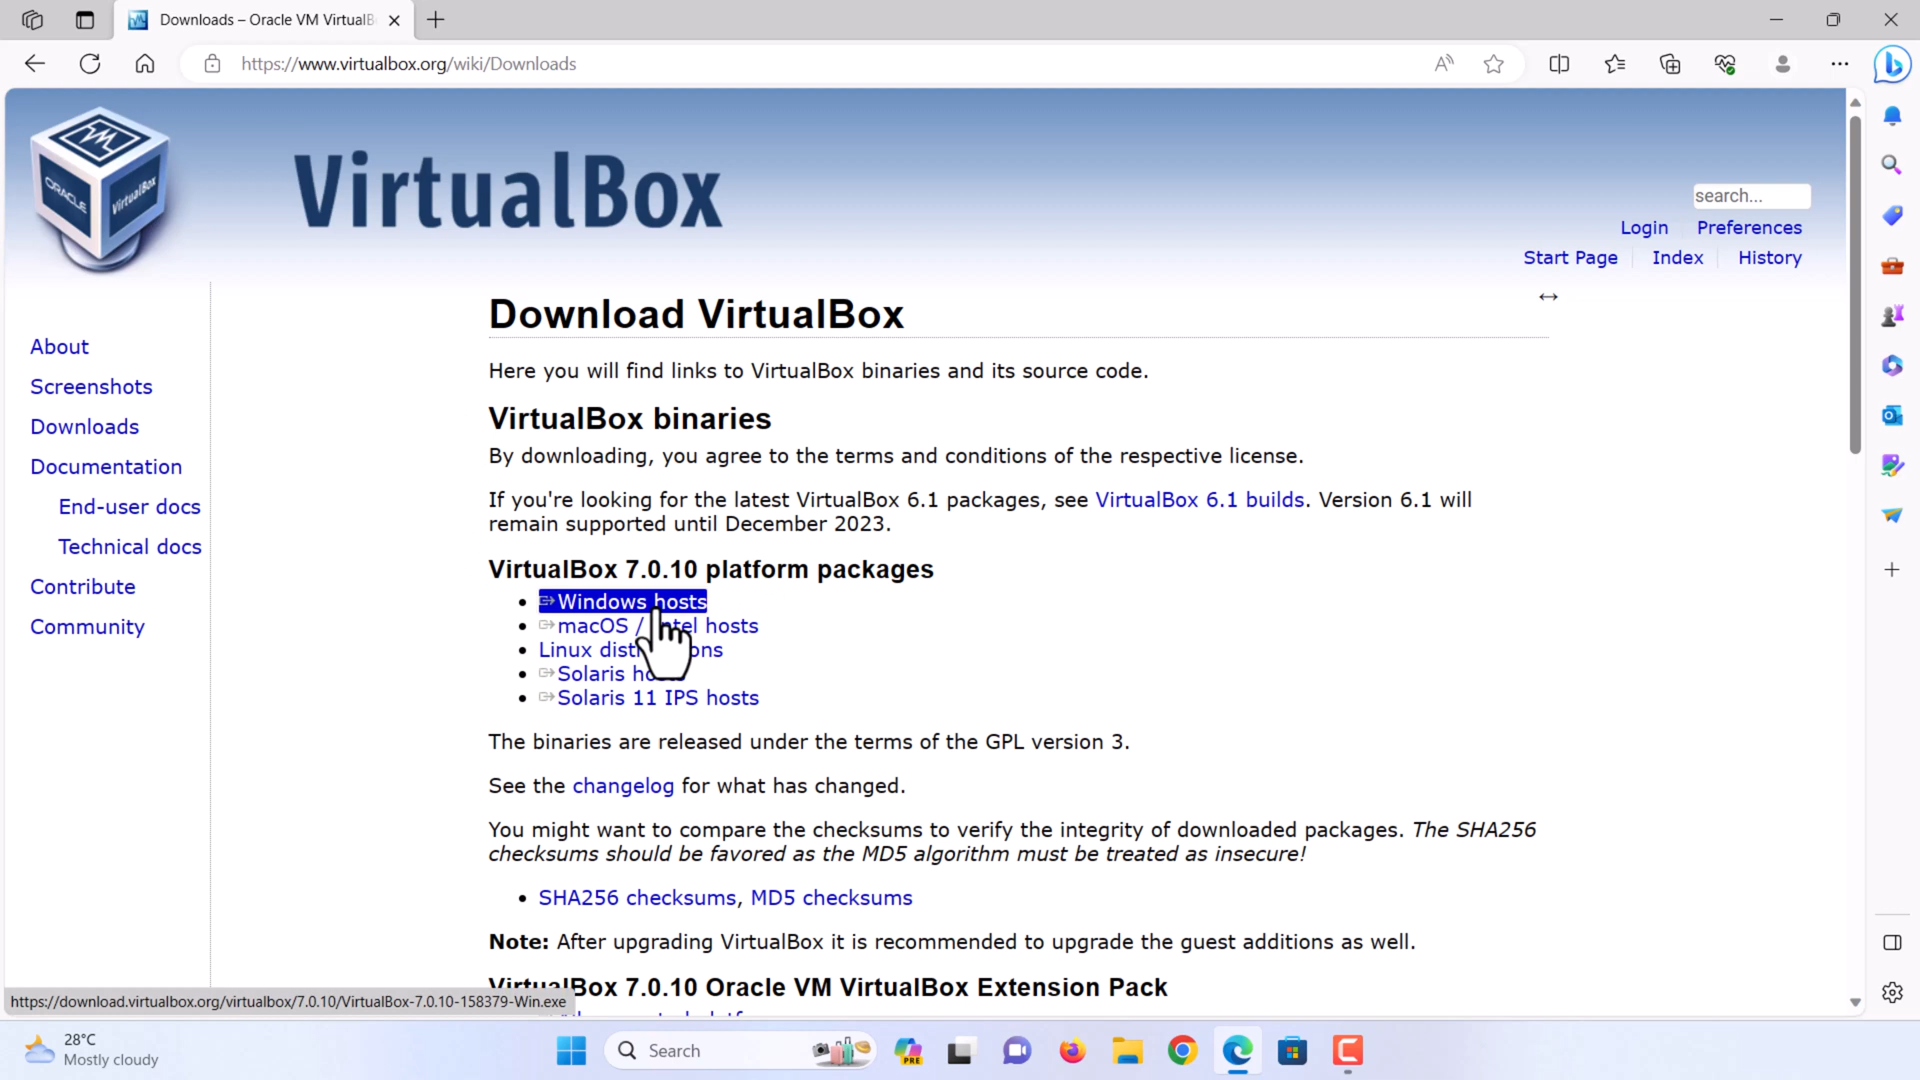 Downloads – Oracle VM VirtualB
https://www.virtualbox.org/wiki/Downloads
ORACLE
VirtualBox
VirtualBox
search...
Login Preferences
Start Page Index History
About
Screenshots
Downloads
Documentation
End-user docs
Technical docs
Contribute
Community
Download VirtualBox
Here you will find links to VirtualBox binaries and its source code.
VirtualBox binaries
By downloading, you agree to the terms and conditions of the respective license.
If you're looking for the latest VirtualBox 6.1 packages, see VirtualBox 6.1 builds. Version 6.1 will
remain supported until December 2023.
VirtualBox 7.0.10 platform packages
Windows hosts
macOS / Intel hosts
Linux distributions
Solaris hosts
Solaris 11 IPS hosts
The binaries are released under the terms of the GPL version 3.
See the changelog for what has changed.
You might want to compare the checksums to verify the integrity of downloaded packages. The SHA256
checksums should be favored as the MD5 algorithm must be treated as insecure!
SHA256 checksums, MD5 checksums
Note: After upgrading VirtualBox it is recommended to upgrade the guest additions as well.
VirtualBox 7.0.10 Oracle VM VirtualBox Extension Pack
https://download.virtualbox.org/virtualbox/7.0.10/VirtualBox-7.0.10-158379-Win.exe
28°C
Mostly cloudy
Search
PRE